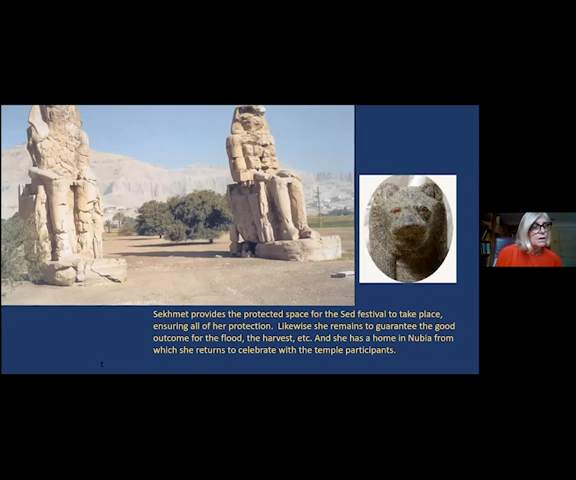 Sekhmet provides the protected space for the Sed festival to take place,
ensuring all of her protection.  Likewise she remains to guarantee the good
outcome for the flood, the harvest, etc. And she has a home in Nubia from
which she returns to celebrate with the temple participants.
t